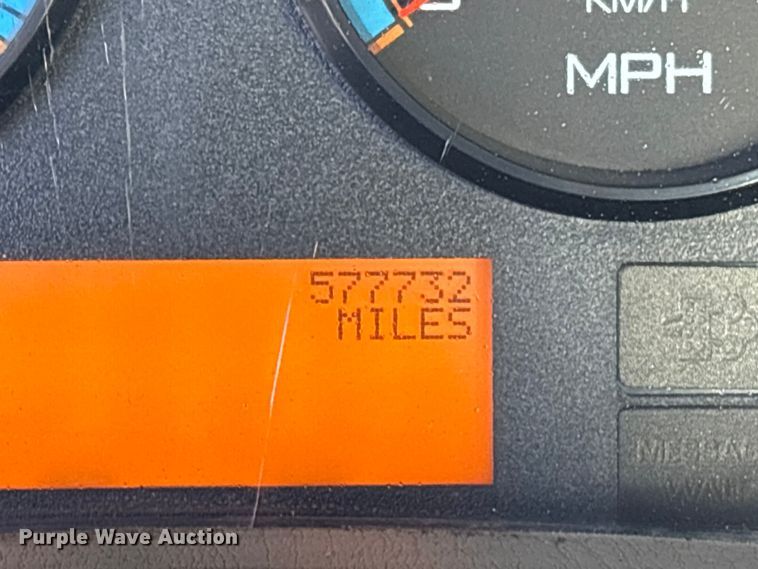 KM/H
MPH
577732
MILES
Purple Wave Auction